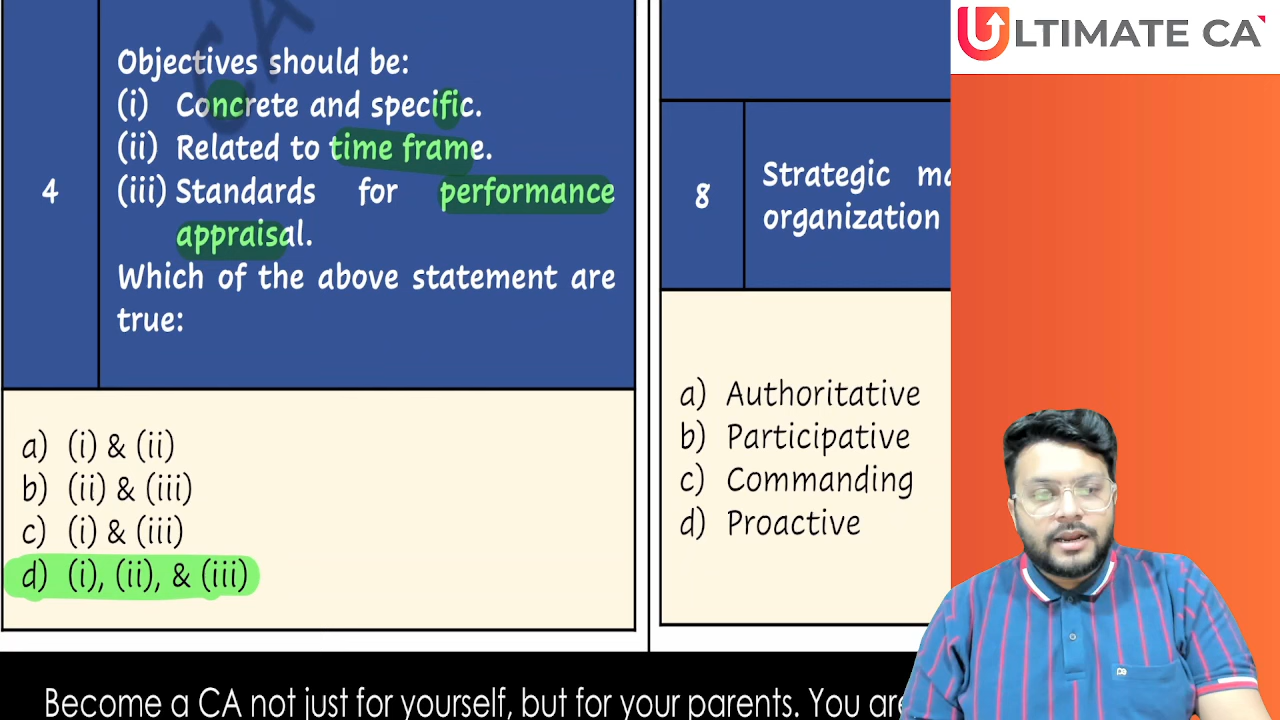 Objectives should be:
(i) Concrete and specific.
(ii) Related to time frame.
4
(iii) Standards for performance
appraisal.
Which of the above statement are
true:
a) (i) & (ii)
b) (ii) & (iii)
c) (i) & (iii)
d) (i), (ii), & (iii)
8
Strategic
organization
a) Authoritative
b) Participative
c) Commanding
d) Proactive
ULTIMATE CA
CA
Become a CA not just for yourself, but for your parents. You are